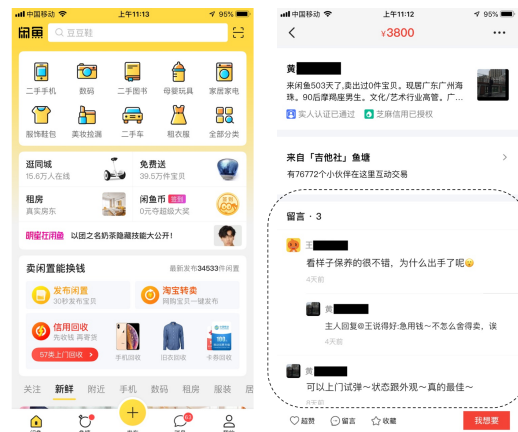 中国移动
上午11:13
95%
闲鱼
豆豆鞋
二手手机
数码
二手图书
母婴玩具
家居家电
服饰鞋包
美妆捡漏
二手车
租衣服
全部分类
逛同城
15.6万人在线
免费送
39.5万件宝贝
租房
真实房东
闲鱼币 签到
0元夺超级大奖
明星在闲鱼
以团之名奶茶隐藏技能大公开!
卖闲置能换钱
最新发布34533件闲置
发布闲置
30秒发布宝贝
淘宝转卖
网购宝贝一键发布
信用回收
先收钱 再寄货
57类上门回收 >
手机回收
旧衣回收
卡券回收
关注
新鲜
附近
手机
数码
租房
服装
居
中国移动
上午11:12
95%
¥3800
黄
来闲鱼503天了,卖出过0件宝贝。现居广东广州海
珠。90后摩羯座男生。文化/艺术行业高管。广…
实人认证已通过
芝麻信用已授权
来自「吉他社」鱼塘
有76772个小伙伴在这里互动交易
留言 · 3
王
看样子保养的很不错，为什么出手了呢
4天前
黄
主人回复@王说得好:急用钱～不怎么舍得卖，诶
4天前
黄
可以上门试弹～状态跟外观～真的最佳～
超赞
留言
收藏
我想要